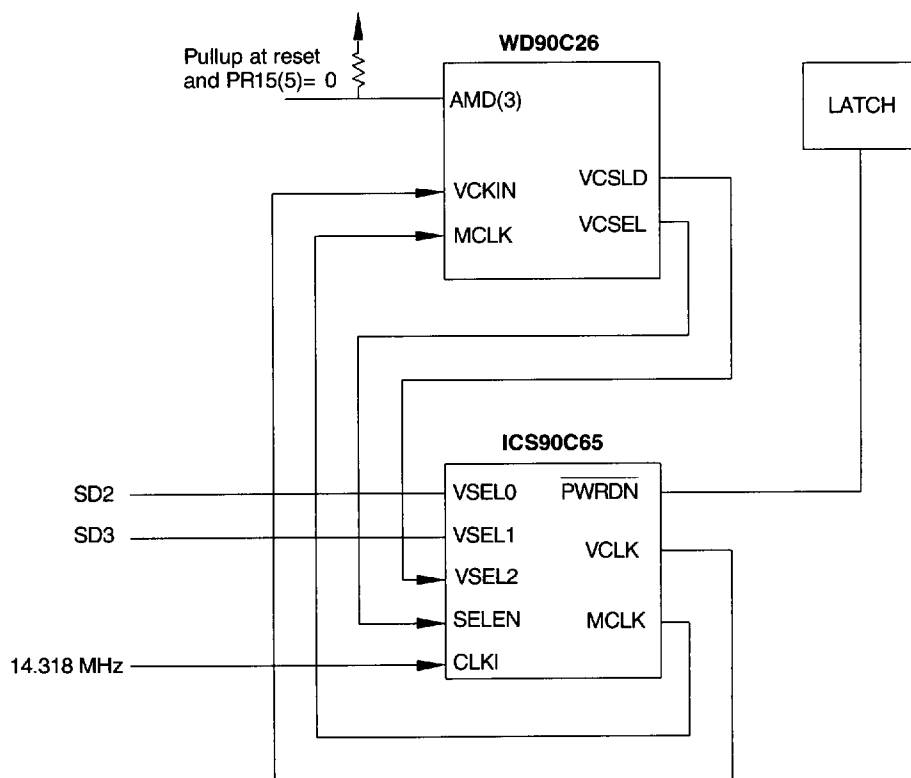 Pullup at reset
and PR15(5)= 0
WD90C26
AMD(3)
VCKIN
MCLK
VCSLD
VCSEL
LATCH
ICS90C65
SD2
SD3
14.318 MHz
VSEL0
VSEL1
VSEL2
SELEN
CLKI
PWRDN
VCLK
MCLK